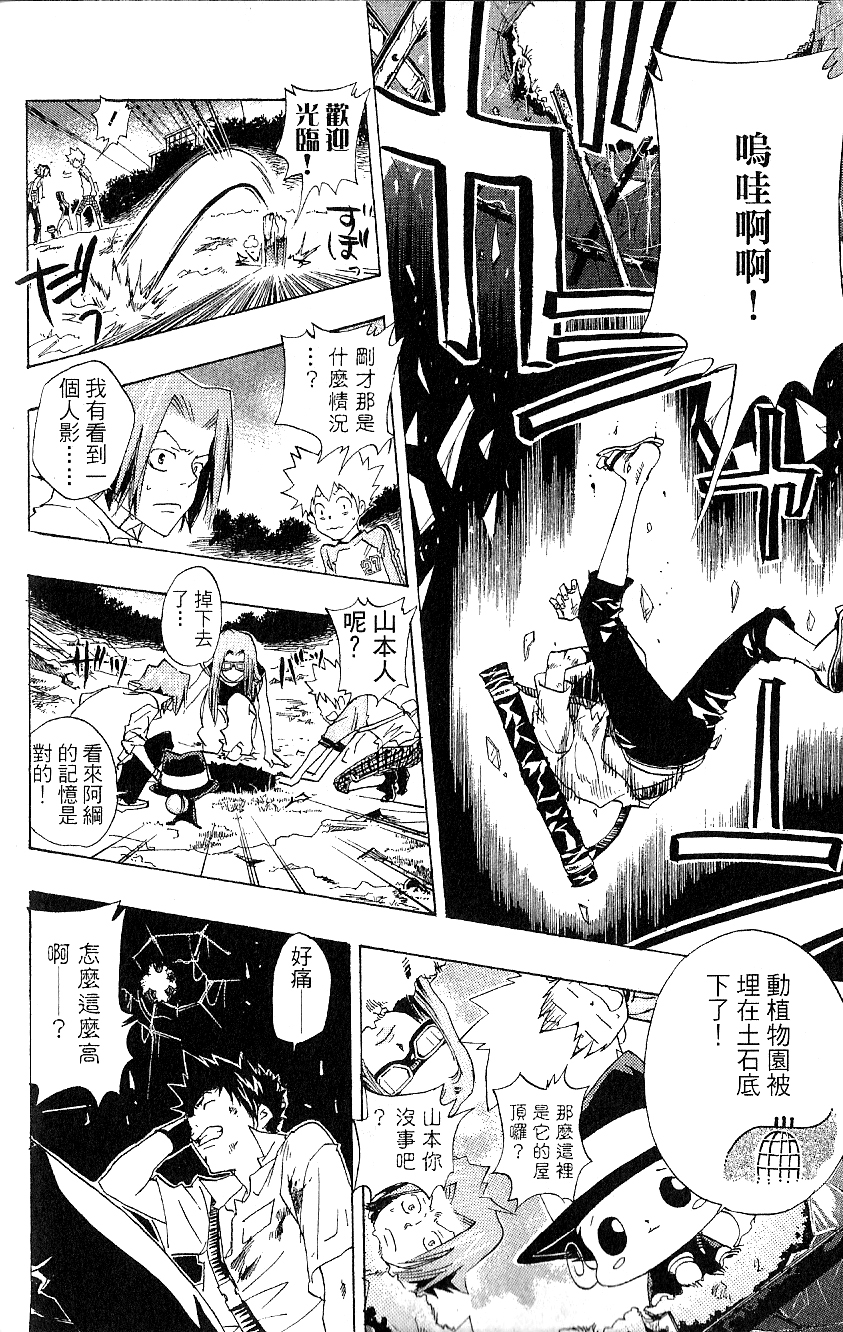 嗚哇啊啊！
歡迎
光臨！
ずぼっ
！
剛才那是
什麼情況
…？
我有看到一
個人影……
27
山本人
呢？
掉下去
了…
看來阿綱
的記憶是
對的！
動植物園被
埋在土石底
下了！
那麼這裡
是它的屋
頂囉？
山本你
沒事吧
？
好痛——
怎麼這麼高
啊——？